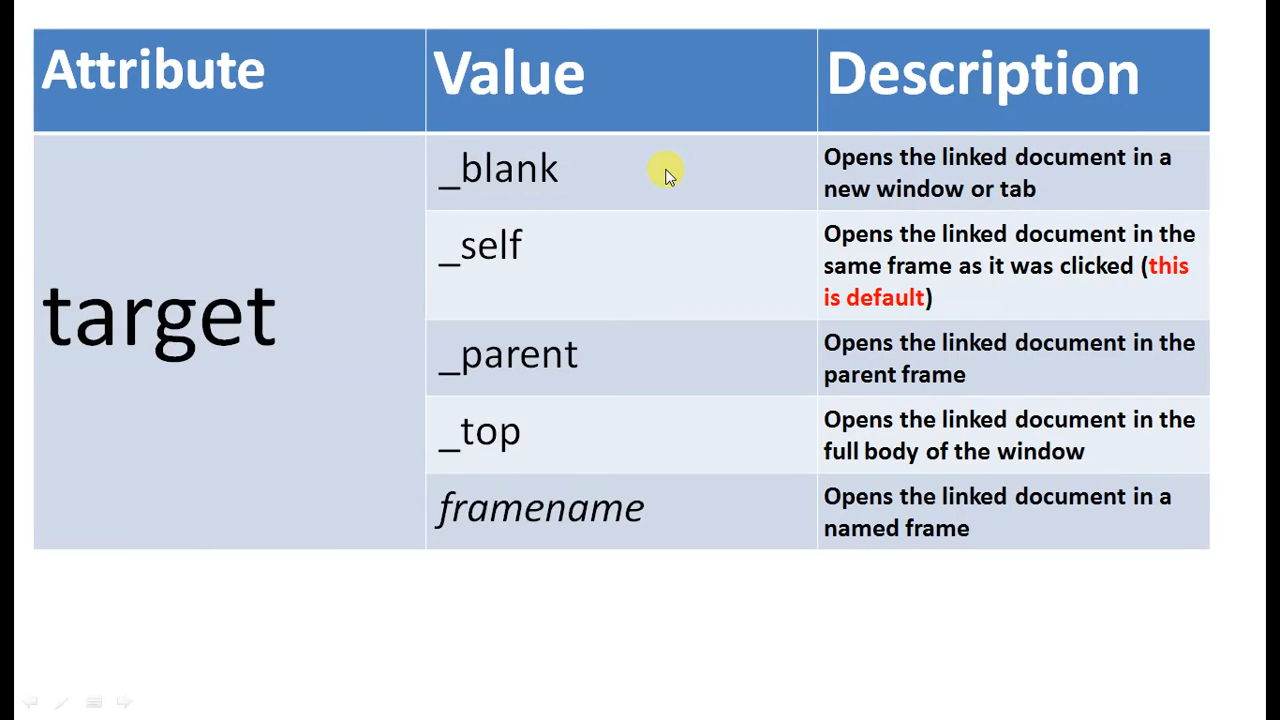 Attribute Value Description
target
_blank
Opens the linked document in a
new window or tab
_self
Opens the linked document in the
same frame as it was clicked (this
is default)
_parent
Opens the linked document in the
parent frame
_top
Opens the linked document in the
full body of the window
framename
Opens the linked document in a
named frame